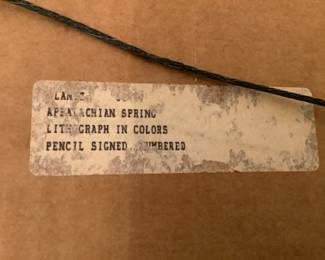 APPALACHIAN SPRING
LITHOGRAPH IN COLORS
PENCIL SIGNED, NUMBERED